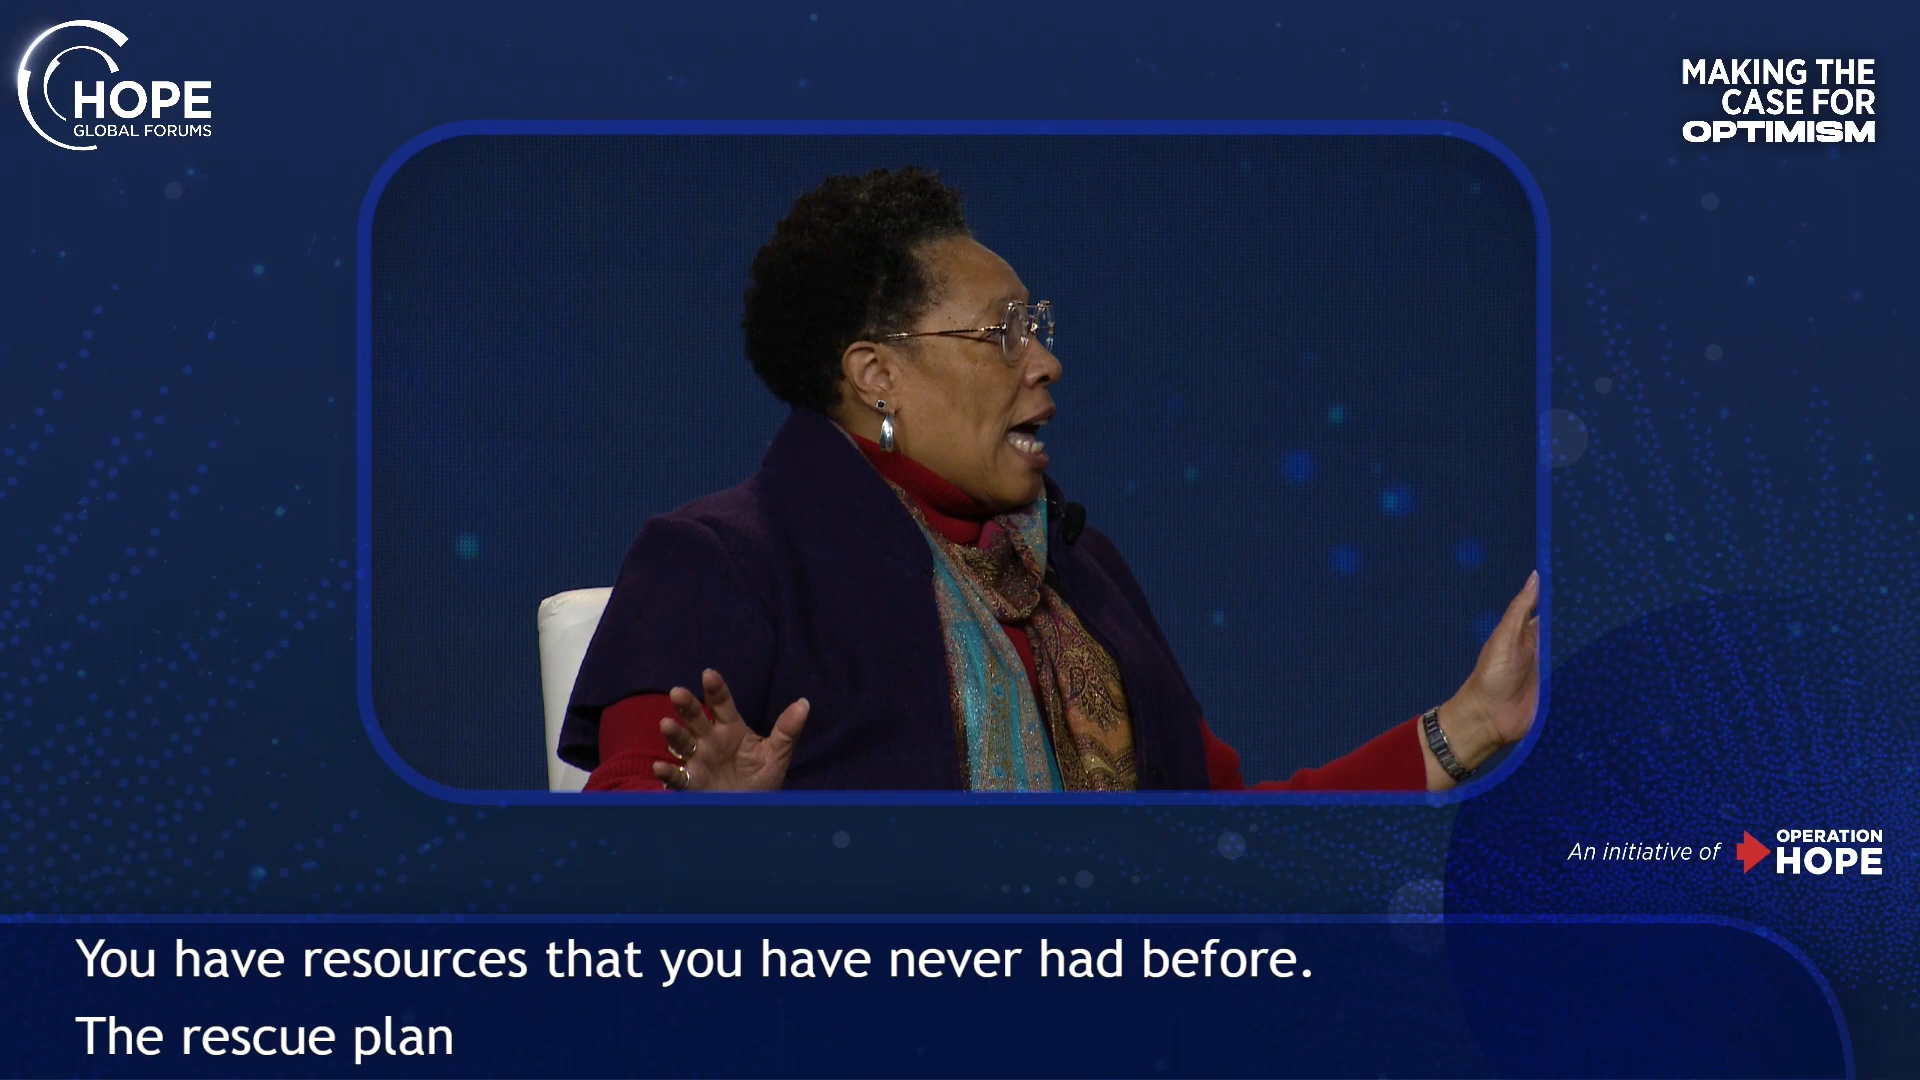 HOPE
GLOBAL FORUMS
MAKING THE
CASE FOR
OPTIMISM
An initiative of
OPERATION
HOPE
You have resources that you have never had before.
The rescue plan